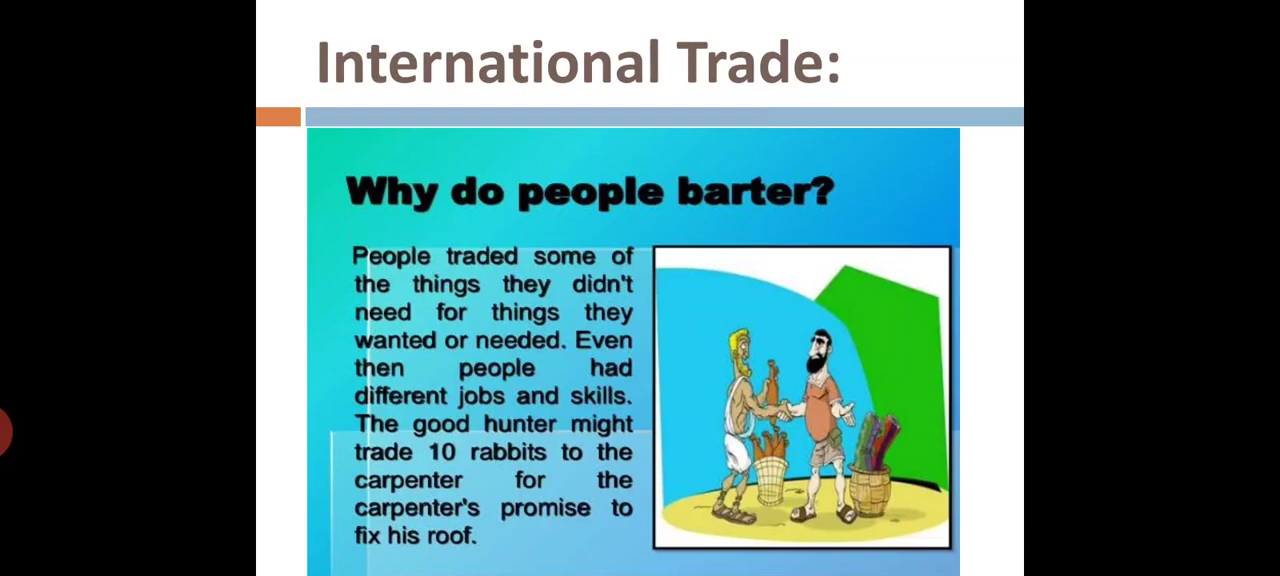 International Trade:
Why do people barter?
People traded some of
the things they didn't
need for things they
wanted or needed. Even
then people had
different jobs and skills.
The good hunter might
trade 10 rabbits to the
carpenter for the
carpenter's promise to
fix his roof.